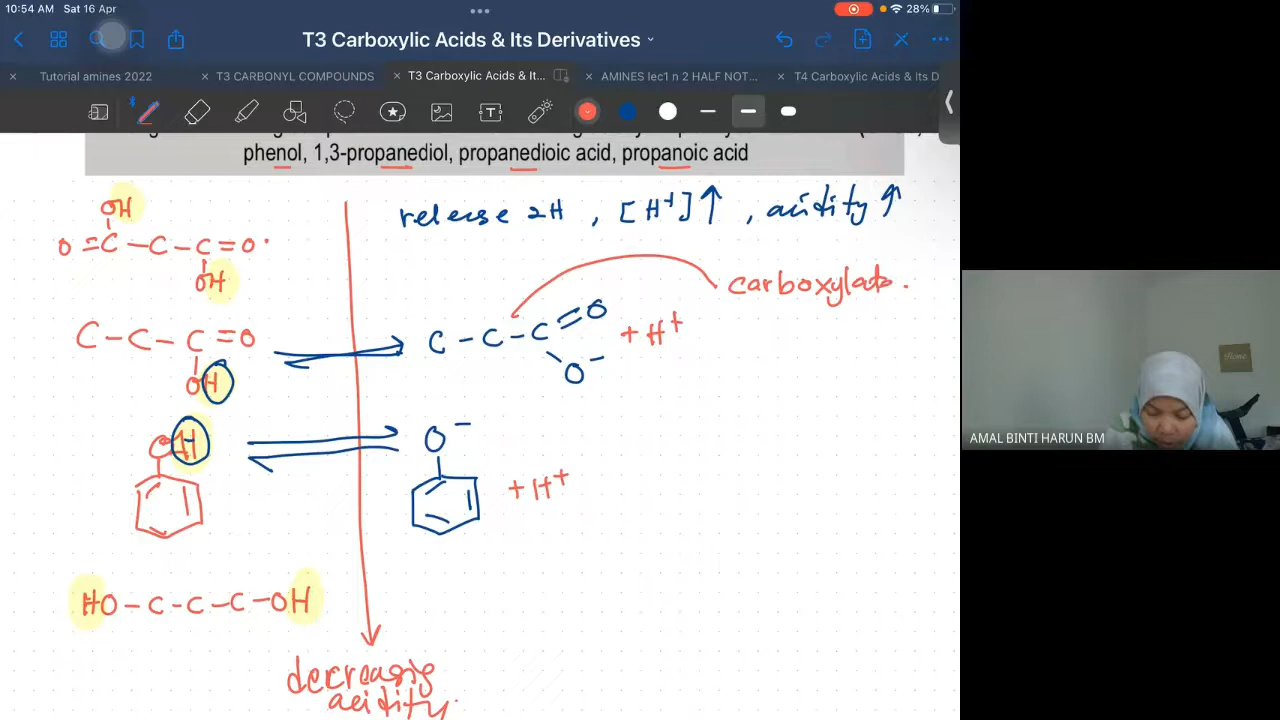 10:54 AM Sat 16 Apr
28%
T3 Carboxylic Acids & Its Derivatives
Tutorial amines 2022
T3 CARBONYL COMPOUNDS
T3 Carboxylic Acids & It...
AMINES lec1 n 2 HALF NOT...
T4 Carboxylic Acids & Its D
phenol, 1,3-propanediol, propanedioic acid, propanoic acid
release 2H , [H+]↑ , acidity ↑
OH
O=C-C-C=O
OH
carboxylate.
C-C-C=O
OH
C-C-C=O
O-
+ H+
OH
O-
+ H+
HO-C-C-C-OH
decreasing
acidity
Home
AMAL BINTI HARUN BM